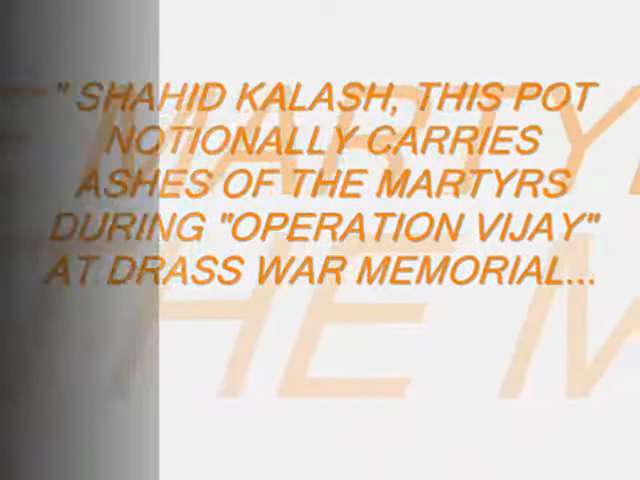 " SHAHID KALASH, THIS POT
NOTIONALLY CARRIES
ASHES OF THE MARTYRS
DURING "OPERATION VIJAY"
AT DRASS WAR MEMORIAL...